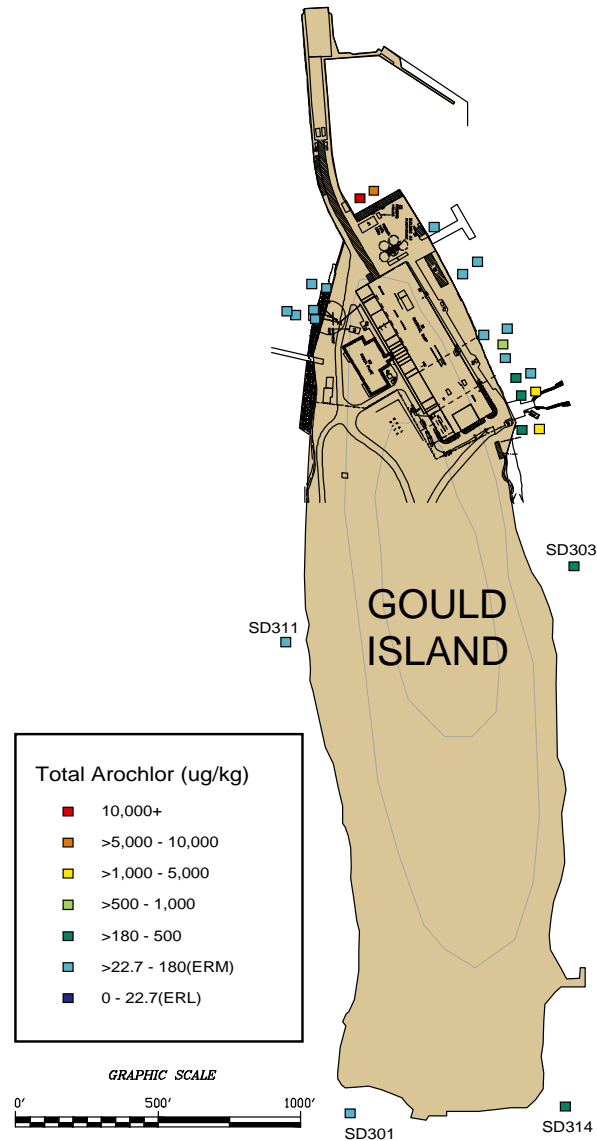 SD303
GOULD
ISLAND
SD311
Total Arochlor (ug/kg)
10,000+
>5,000 - 10,000
>1,000 - 5,000
>500 - 1,000
>180 - 500
>22.7 - 180(ERM)
0 - 22.7(ERL)
GRAPHIC SCALE
0' 500' 1000'
SD301
SD314